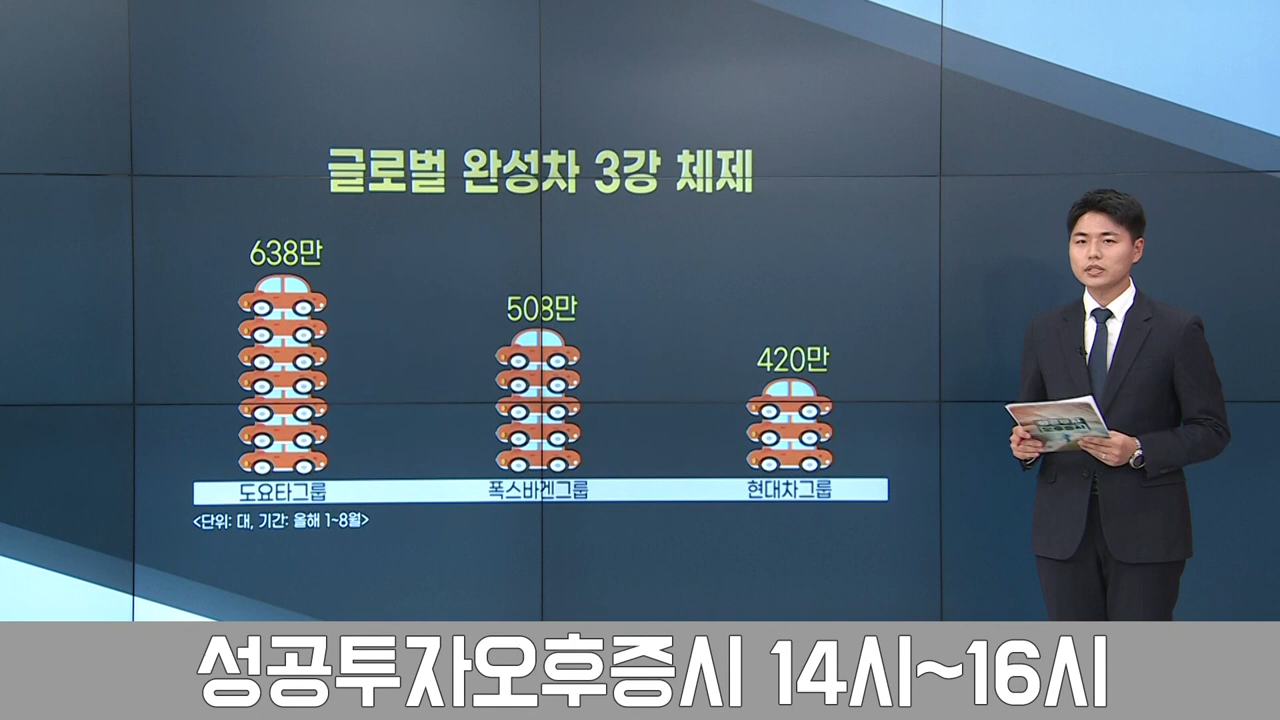 글로벌 완성차 3강 체제
638만
508만
420만
도요타그룹
폭스바겐그룹
현대차그룹
<단위: 대, 기간: 올해 1~8월>
성공투자오후증시 14시~16시